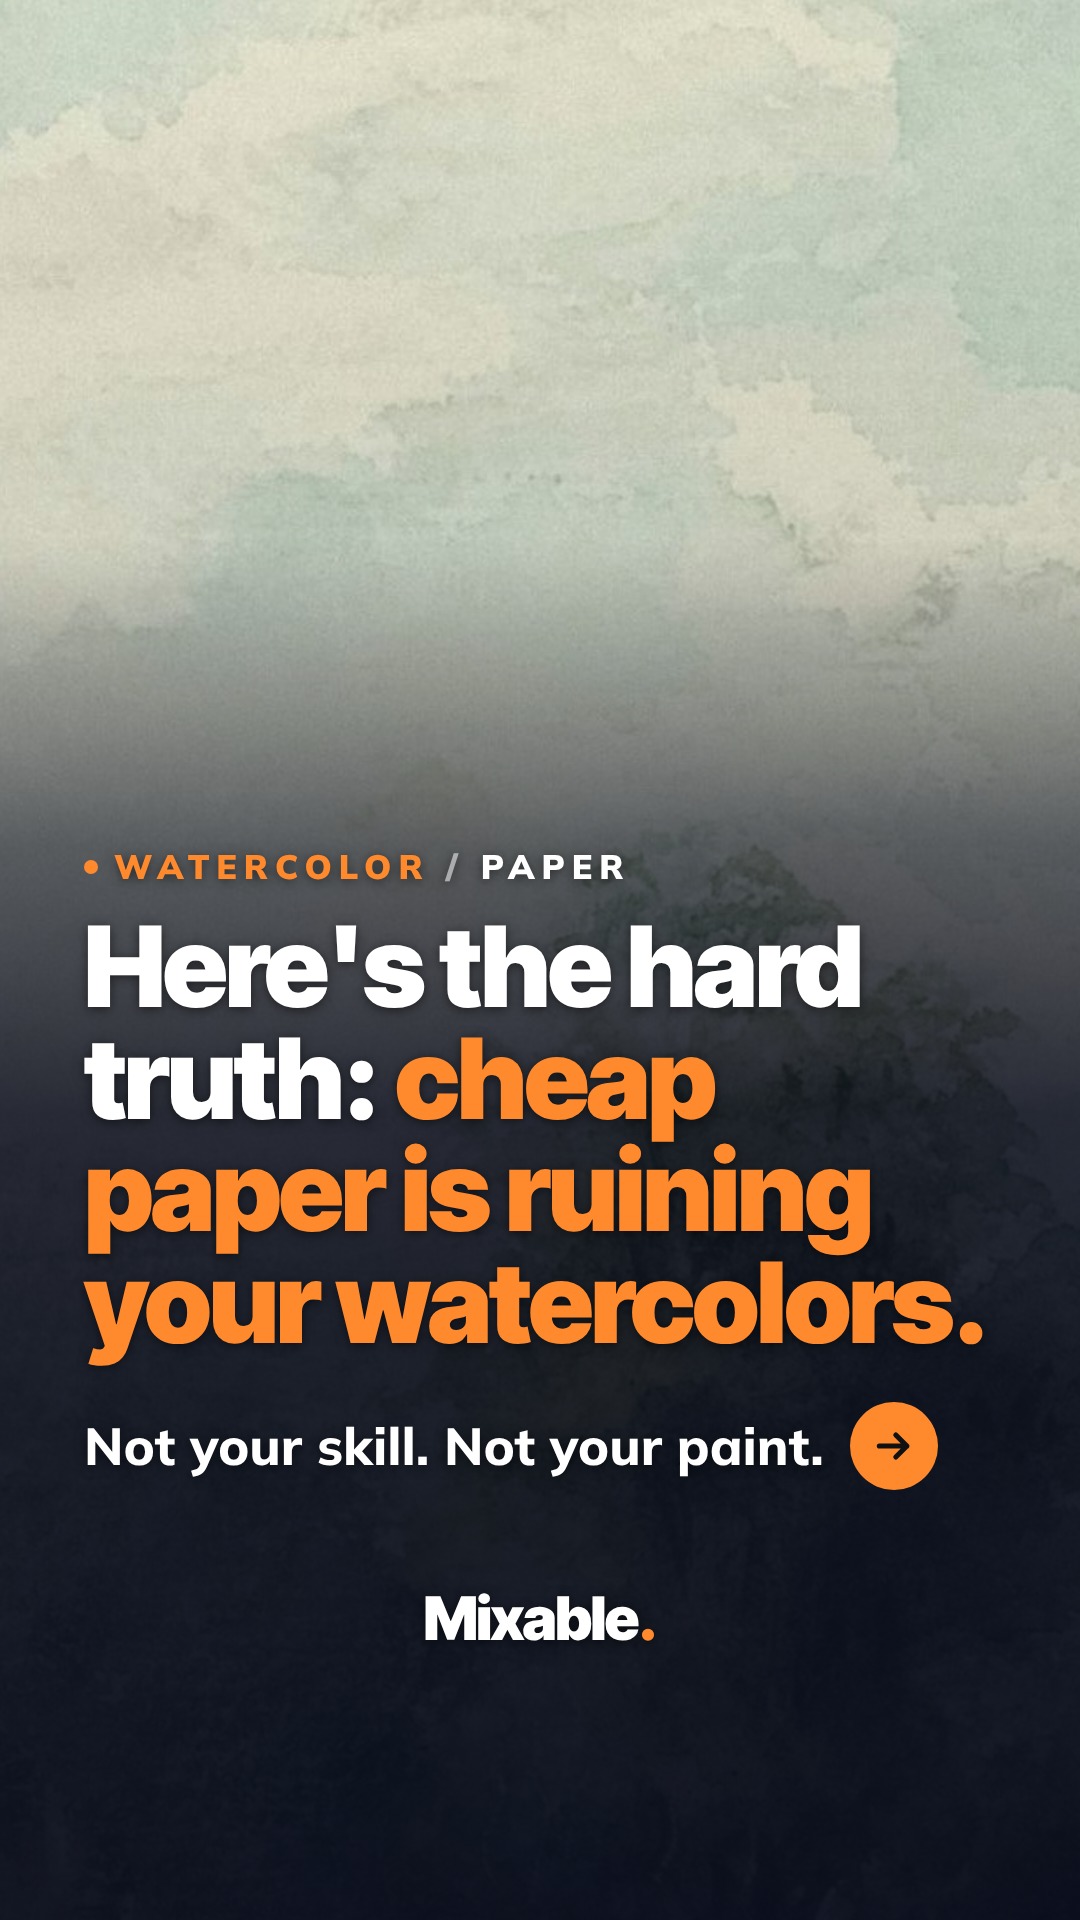 • WATERCOLOR / PAPER
Here's the hard
truth: cheap
paper is ruining
your watercolors.
Not your skill. Not your paint. →
Mixable.